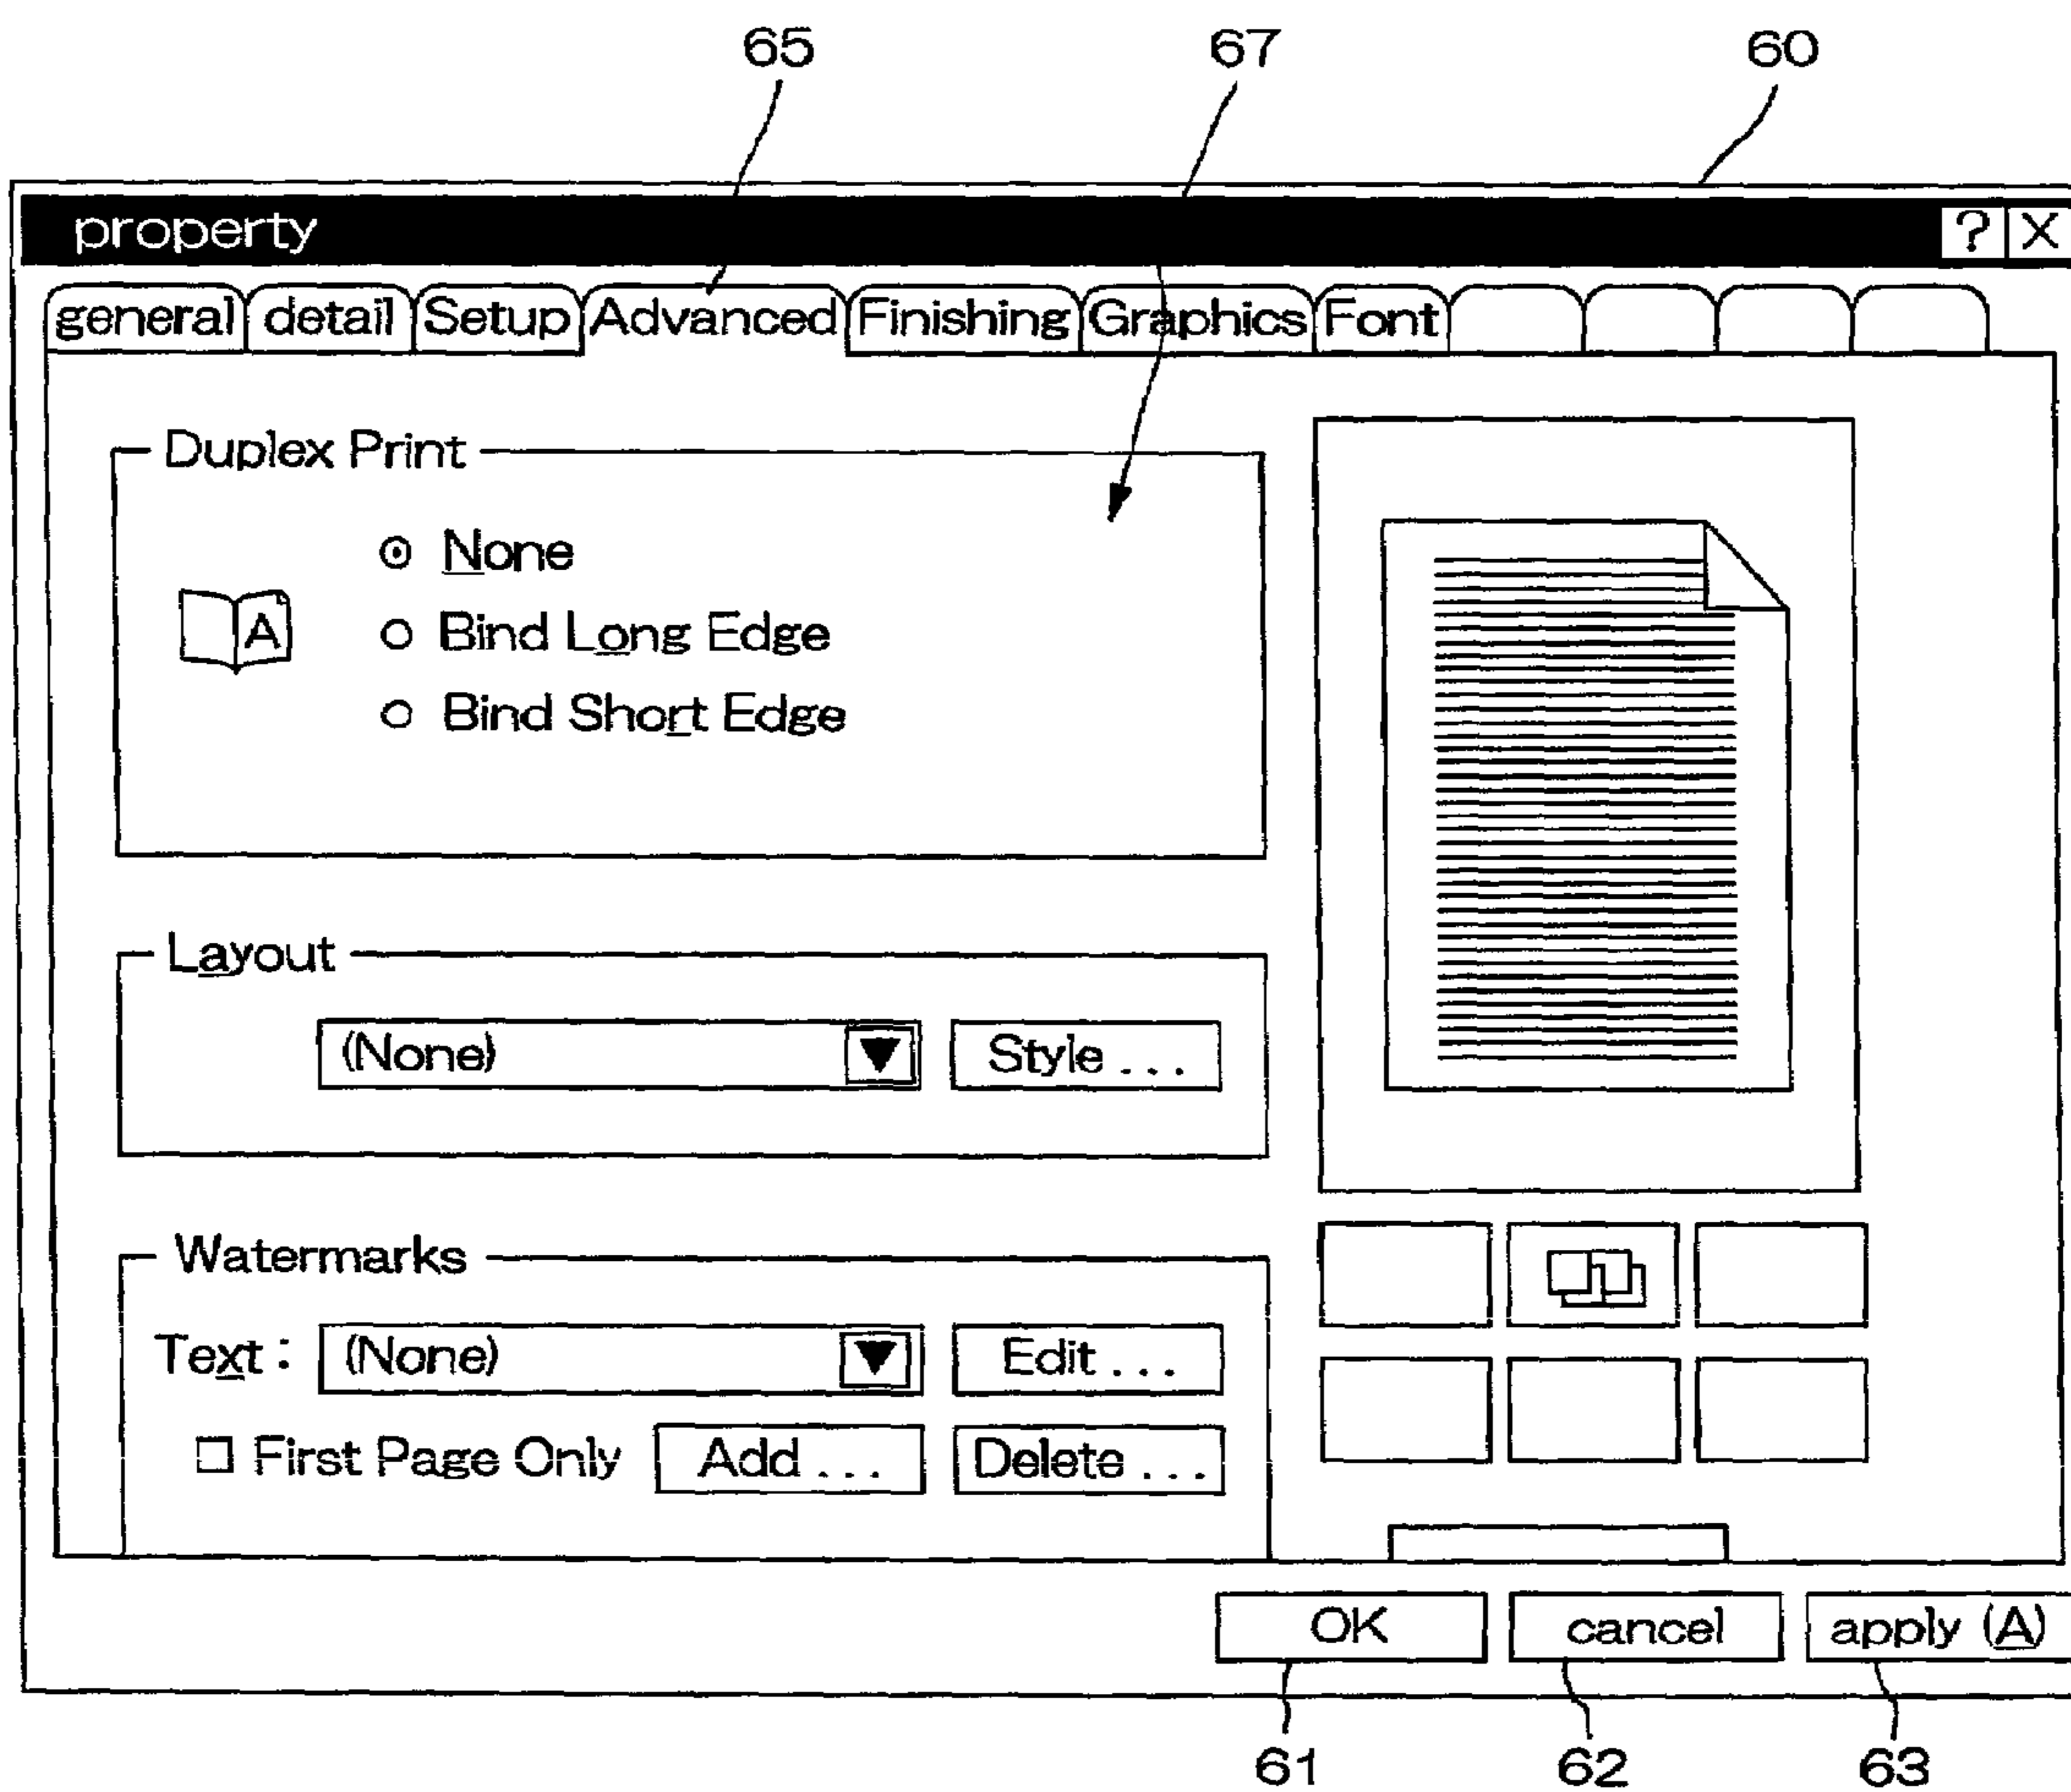 65 67 60
property ? X
general detail Setup Advanced Finishing Graphics Font
Duplex Print
None
A Bind Long Edge
Bind Short Edge
Layout
(None) Style ...
Watermarks
Text : (None) Edit ...
First Page Only Add ... Delete ...
OK cancel apply (A)
61 62 63